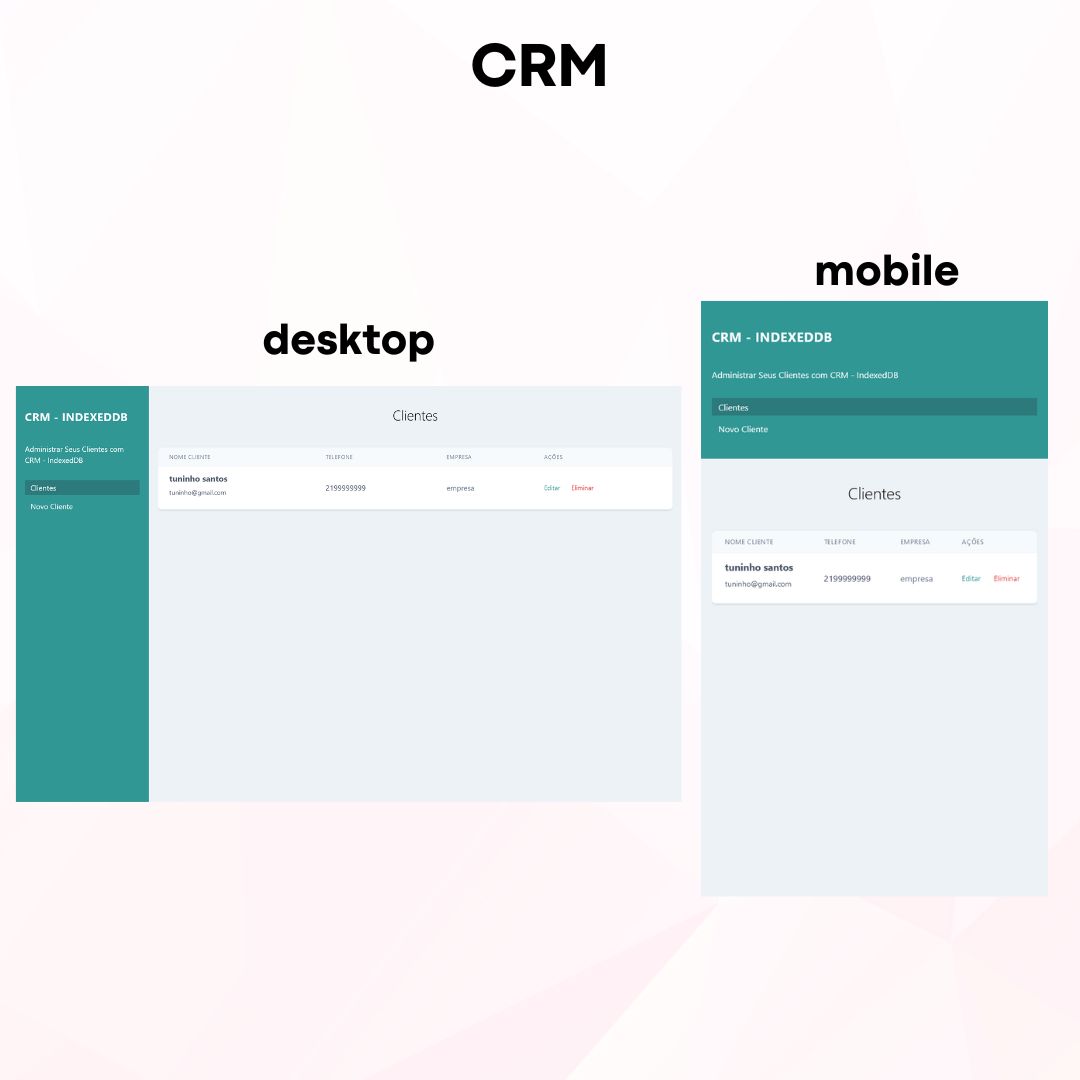 CRM
desktop
CRM - INDEXEDDB
Administrar Seus Clientes com
CRM - IndexedDB
Clientes
Novo Cliente
Clientes
NOME CLIENTE TELEFONE EMPRESA AÇÕES
tuninho santos
tuninho@gmail.com
2199999999 empresa Editar Eliminar
mobile
CRM - INDEXEDDB
Administrar Seus Clientes com CRM - IndexedDB
Clientes
Novo Cliente
Clientes
NOME CLIENTE TELEFONE EMPRESA AÇÕES
tuninho santos
tuninho@gmail.com
2199999999 empresa Editar Eliminar